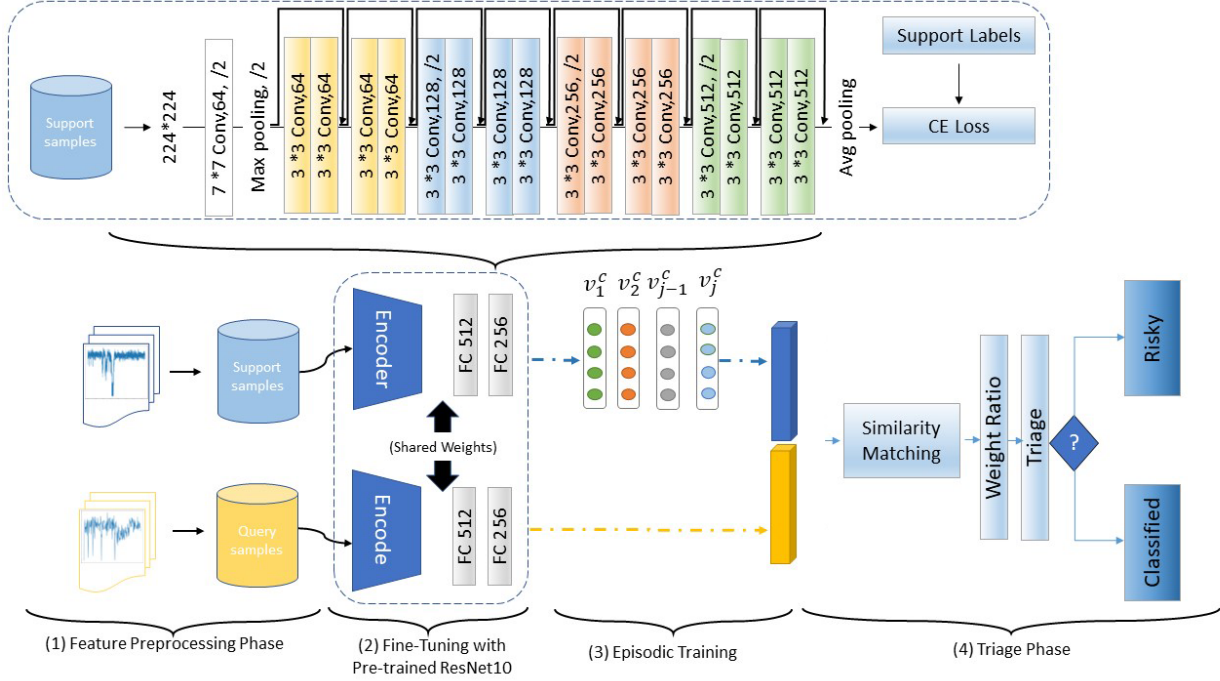 Support
samples
224*224
7 *7 Conv,64, /2
Max pooling, /2
3 *3 Conv,64
3 *3 Conv,64
3 *3 Conv,64
3 *3 Conv,64
3 *3 Conv,128, /2
3 *3 Conv,128
3 *3 Conv,128
3 *3 Conv,128
3 *3 Conv,256, /2
3 *3 Conv,256
3 *3 Conv,256
3 *3 Conv,256
3 *3 Conv,512, /2
3 *3 Conv,512
3 *3 Conv,512
3 *3 Conv,512
Avg pooling
Support Labels
CE Loss
Support
samples
Encoder
FC 512
FC 256
(Shared Weights)
Query
samples
Encode
FC 512
FC 256
v_1^c
v_2^c
v_{j-1}^c
v_j^c
Similarity
Matching
Weight Ratio
Triage
?
Risky
Classified
(1) Feature Preprocessing Phase
(2) Fine-Tuning with
Pre-trained ResNet10
(3) Episodic Training
(4) Triage Phase